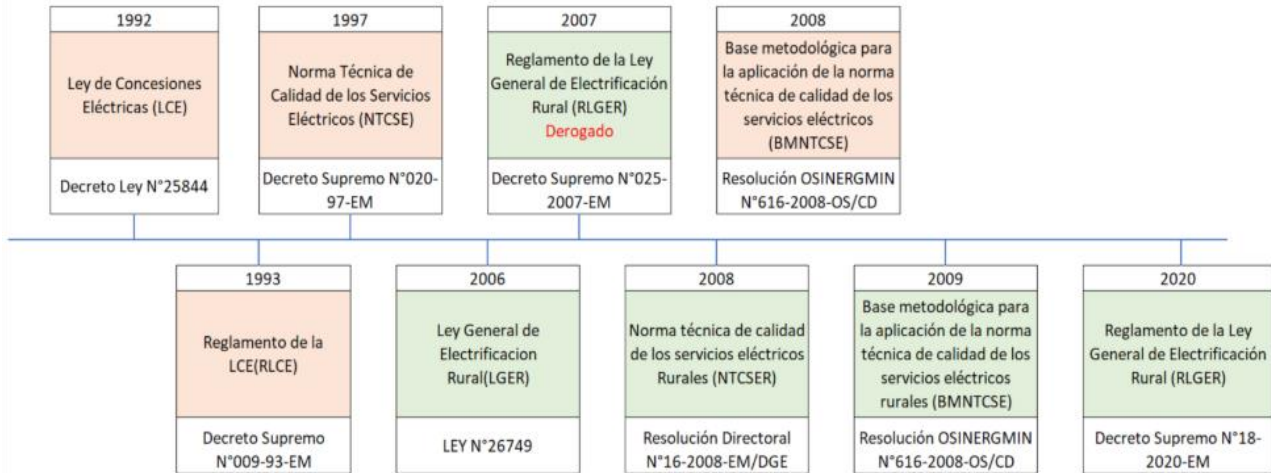 1992
Ley de Concesiones
Eléctricas (LCE)
Decreto Ley N°25844
1997
Norma Técnica de
Calidad de los Servicios
Eléctricos (NTCSE)
Decreto Supremo N°020-
97-EM
2007
Reglamento de la Ley
General de Electrificación
Rural (RLGER)
Derogado
Decreto Supremo N°025-
2007-EM
2008
Base metodológica para
la aplicación de la norma
técnica de calidad de los
servicios eléctricos
(BMNTCSE)
Resolución OSINERGMIN
N°616-2008-OS/CD
1993
Reglamento de la
LCE(RLCE)
Decreto Supremo
N°009-93-EM
2006
Ley General de
Electrificacion
Rural(LGER)
LEY N°26749
2008
Norma técnica de calidad
de los servicios eléctricos
Rurales (NTCSER)
Resolución Directoral
N°16-2008-EM/DGE
2009
Base metodológica para
la aplicación de la norma
técnica de calidad de los
servicios eléctricos
rurales (BMNTCSE)
Resolución OSINERGMIN
N°616-2008-OS/CD
2020
Reglamento de la Ley
General de Electrificación
Rural (RLGER)
Decreto Supremo N°18-
2020-EM